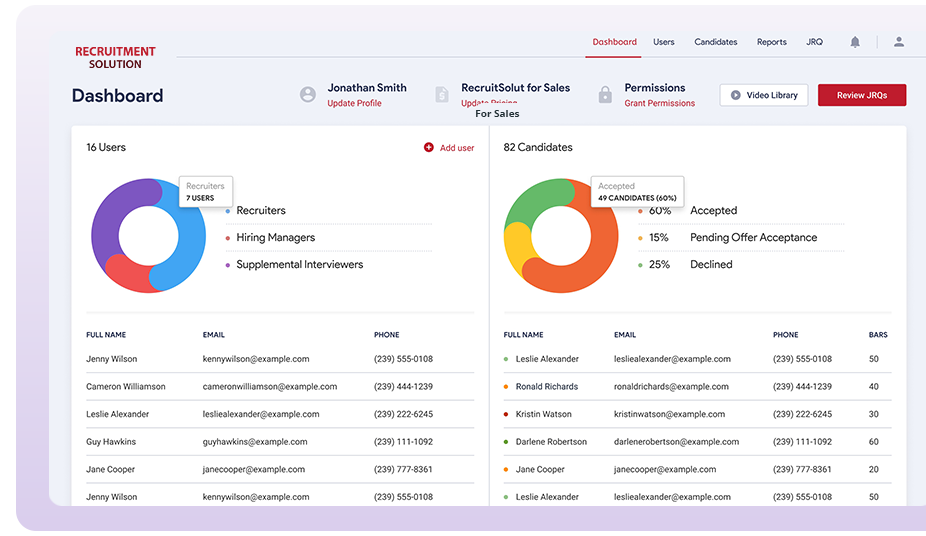 RECRUITMENT
SOLUTION
Dashboard Users Candidates Reports JRQ
Dashboard
Jonathan Smith
Update Profile
RecruitSolut for Sales
Update Pricing
For Sales
Permissions
Grant Permissions
Video Library
Review JRQs
16 Users
Add user
Recruiters
7 USERS
Recruiters
Hiring Managers
Supplemental Interviewers
FULL NAME EMAIL PHONE
Jenny Wilson kennywilson@example.com (239) 555-0108
Cameron Williamson cameronwilliamson@example.com (239) 444-1239
Leslie Alexander lesliealexander@example.com (239) 222-6245
Guy Hawkins guyhawkins@example.com (239) 111-1092
Jane Cooper janecooper@example.com (239) 777-8361
Jenny Wilson kennywilson@example.com (239) 555-0108
82 Candidates
Accepted
49 CANDIDATES (60%)
60% Accepted
15% Pending Offer Acceptance
25% Declined
FULL NAME EMAIL PHONE BARS
Leslie Alexander lesliealexander@example.com (239) 555-0108 50
Ronald Richards ronaldrichards@example.com (239) 444-1239 40
Kristin Watson kristinwatson@example.com (239) 222-6245 30
Darlene Robertson darlenerobertson@example.com (239) 111-1092 60
Jane Cooper janecooper@example.com (239) 777-8361 20
Leslie Alexander lesliealexander@example.com (239) 555-0108 50